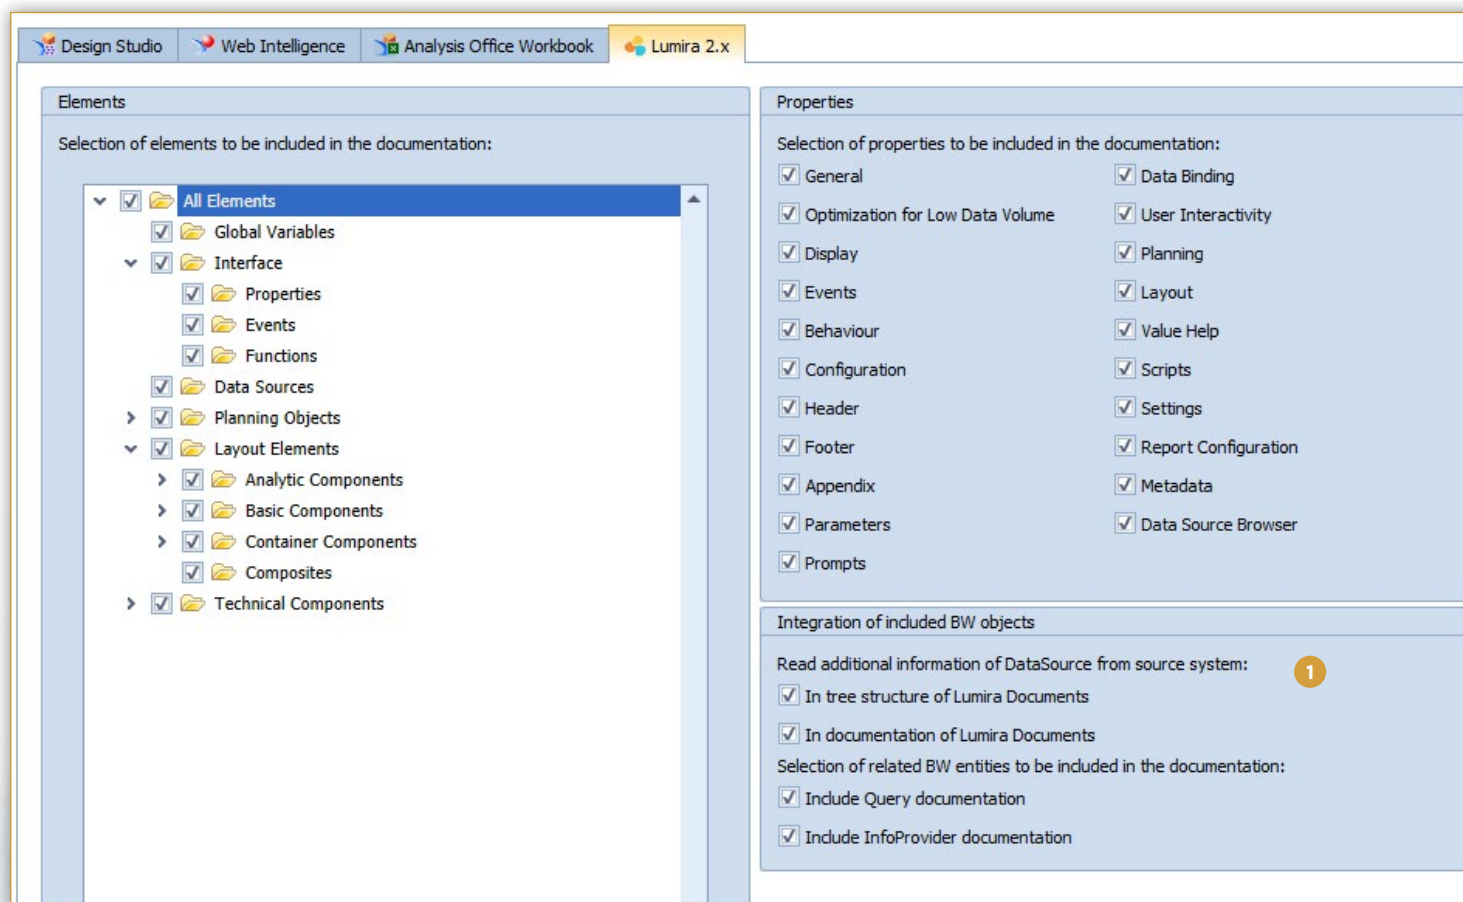 Design Studio
Web Intelligence
Analysis Office Workbook
Lumira 2.x
Elements
Selection of elements to be included in the documentation:
All Elements
Global Variables
Interface
Properties
Events
Functions
Data Sources
Planning Objects
Layout Elements
Analytic Components
Basic Components
Container Components
Composites
Technical Components
Properties
Selection of properties to be included in the documentation:
General
Data Binding
Optimization for Low Data Volume
User Interactivity
Display
Planning
Events
Layout
Behaviour
Value Help
Configuration
Scripts
Header
Settings
Footer
Report Configuration
Appendix
Metadata
Parameters
Data Source Browser
Prompts
Integration of included BW objects
Read additional information of DataSource from source system:
1
In tree structure of Lumira Documents
In documentation of Lumira Documents
Selection of related BW entities to be included in the documentation:
Include Query documentation
Include InfoProvider documentation